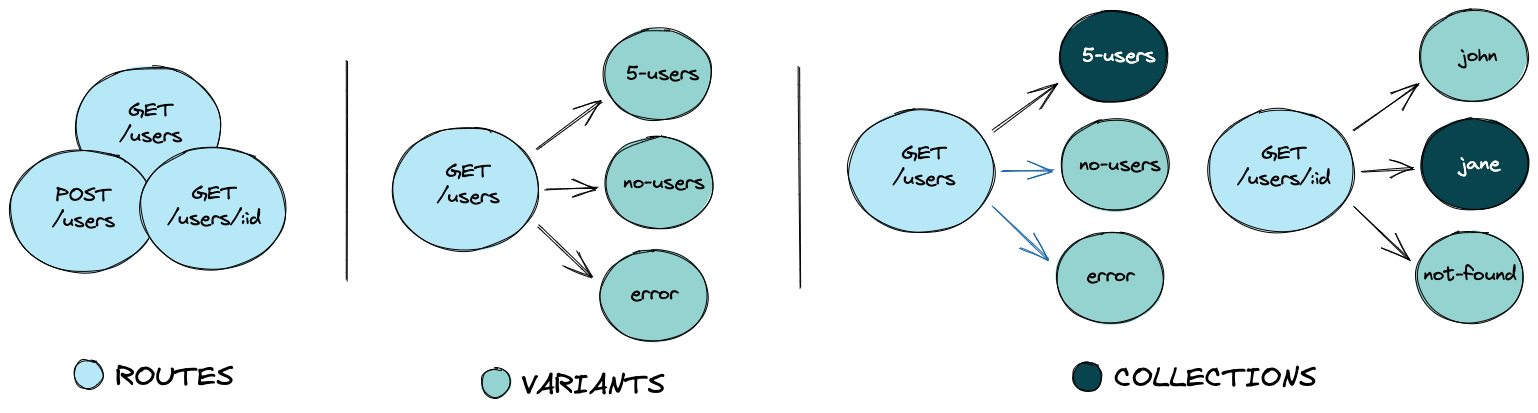 GET
/users
POST
/users
GET
/users/:id
ROUTES
GET
/users
5-users
no-users
error
VARIANTS
GET
/users
5-users
no-users
error
GET
/users/:id
john
jane
not-found
COLLECTIONS